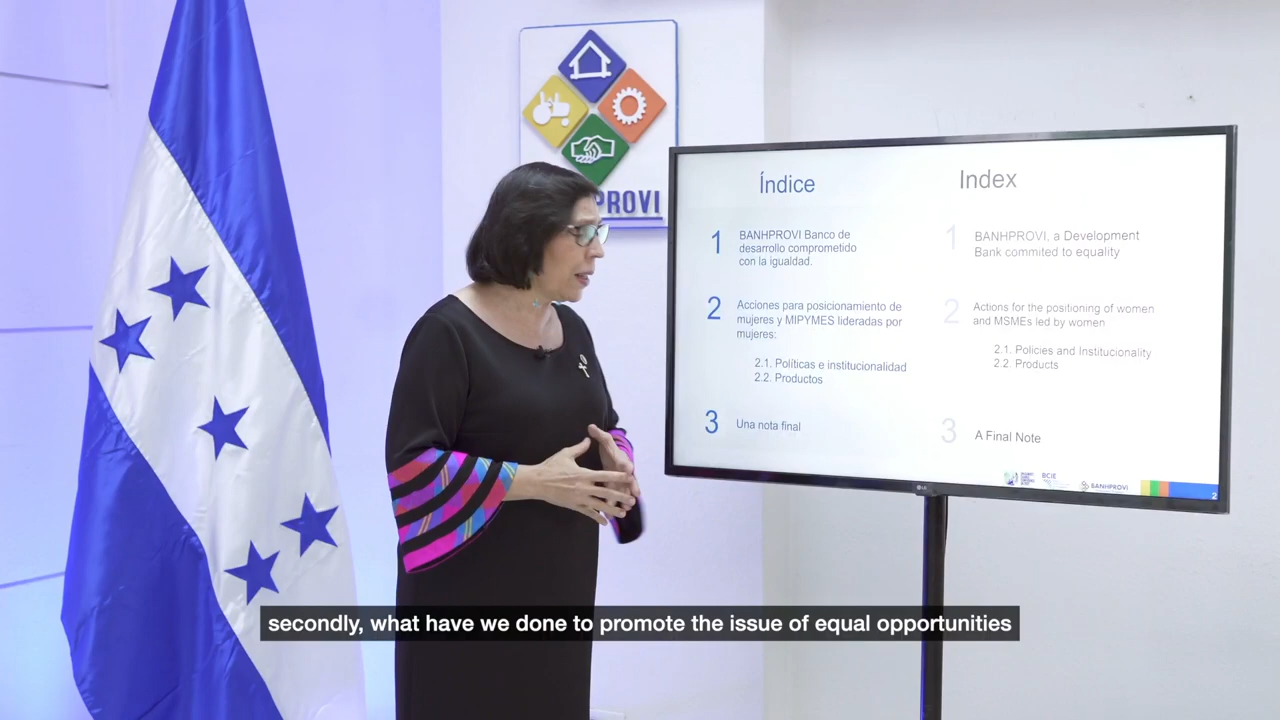 PROVI
Índice
1
BANHPROVI Banco de
desarrollo comprometido
con la igualdad.
2
Acciones para posicionamiento de
mujeres y MIPYMES lideradas por
mujeres:
2.1. Políticas e institucionalidad
2.2. Productos
3
Una nota final
Index
1
BANHPROVI, a Development
Bank commited to equality
2
Actions for the positioning of women
and MSMEs led by women
2.1. Policies and Institucionality
2.2. Products
3
A Final Note
BCIE
BANHPROVI
2
LG
secondly, what have we done to promote the issue of equal opportunities